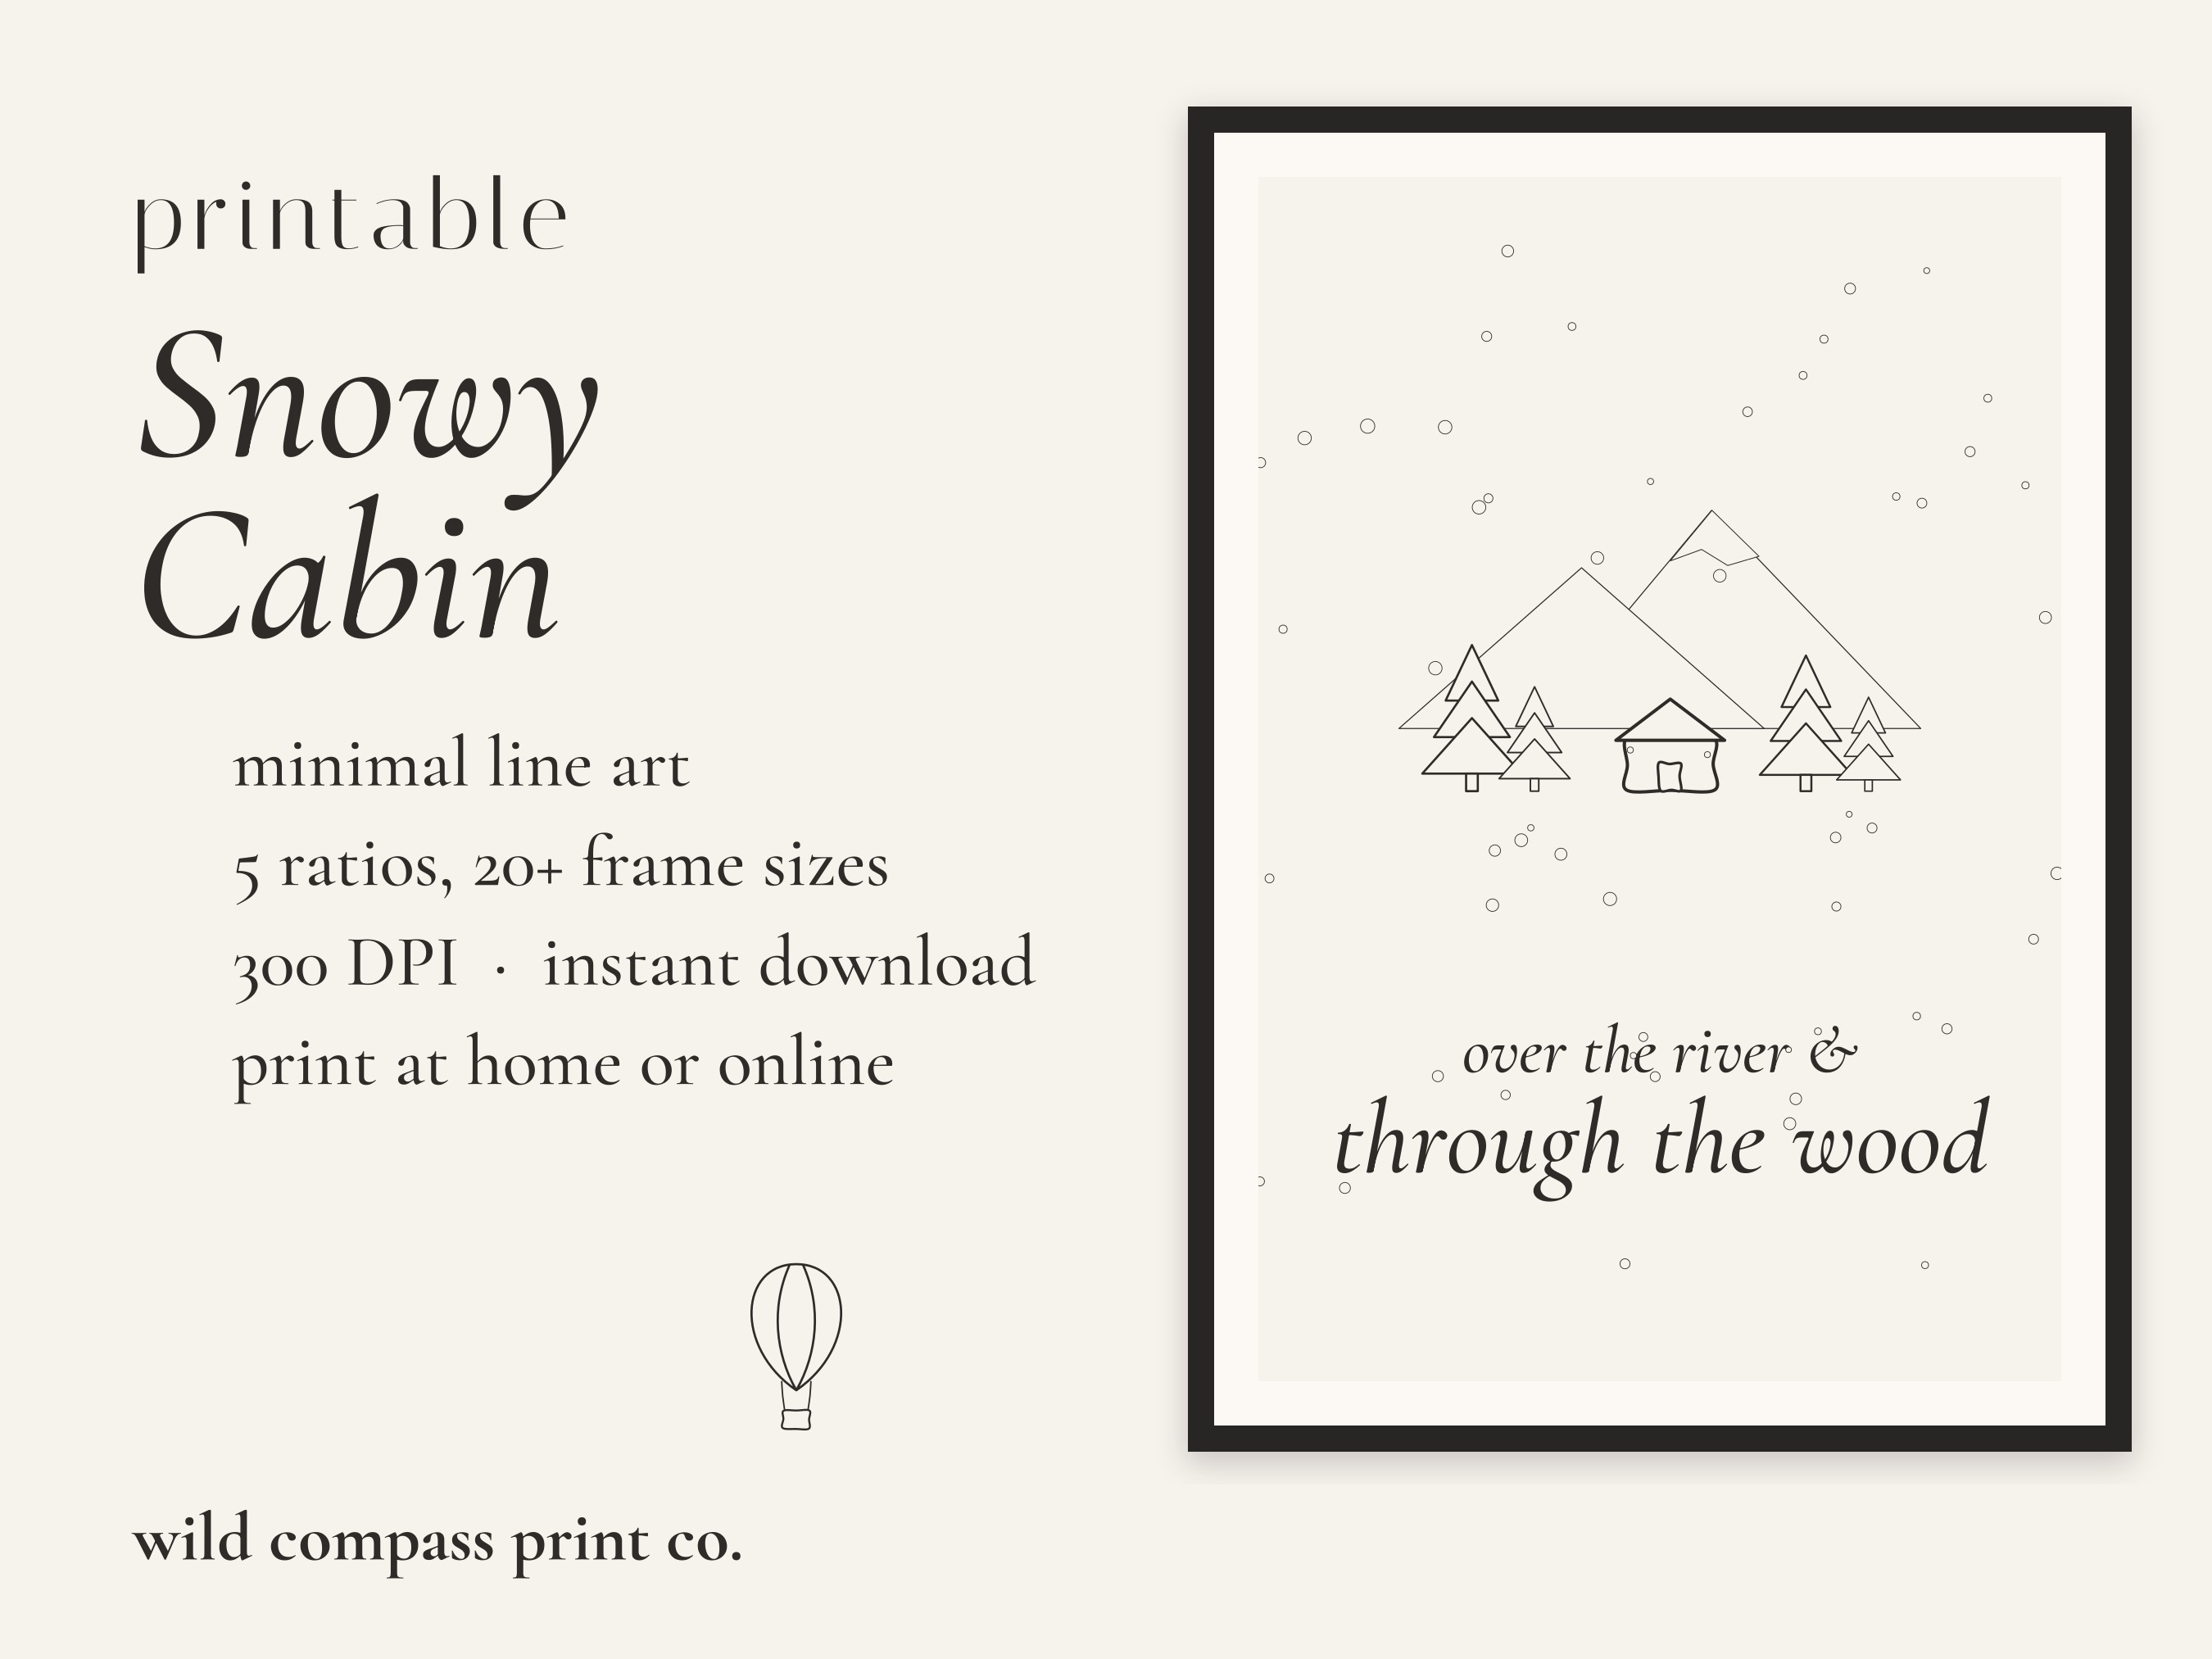 printable
Snowy
Cabin
minimal line art
5 ratios, 20+ frame sizes
300 DPI · instant download
print at home or online
wild compass print co.
over the river &
through the wood